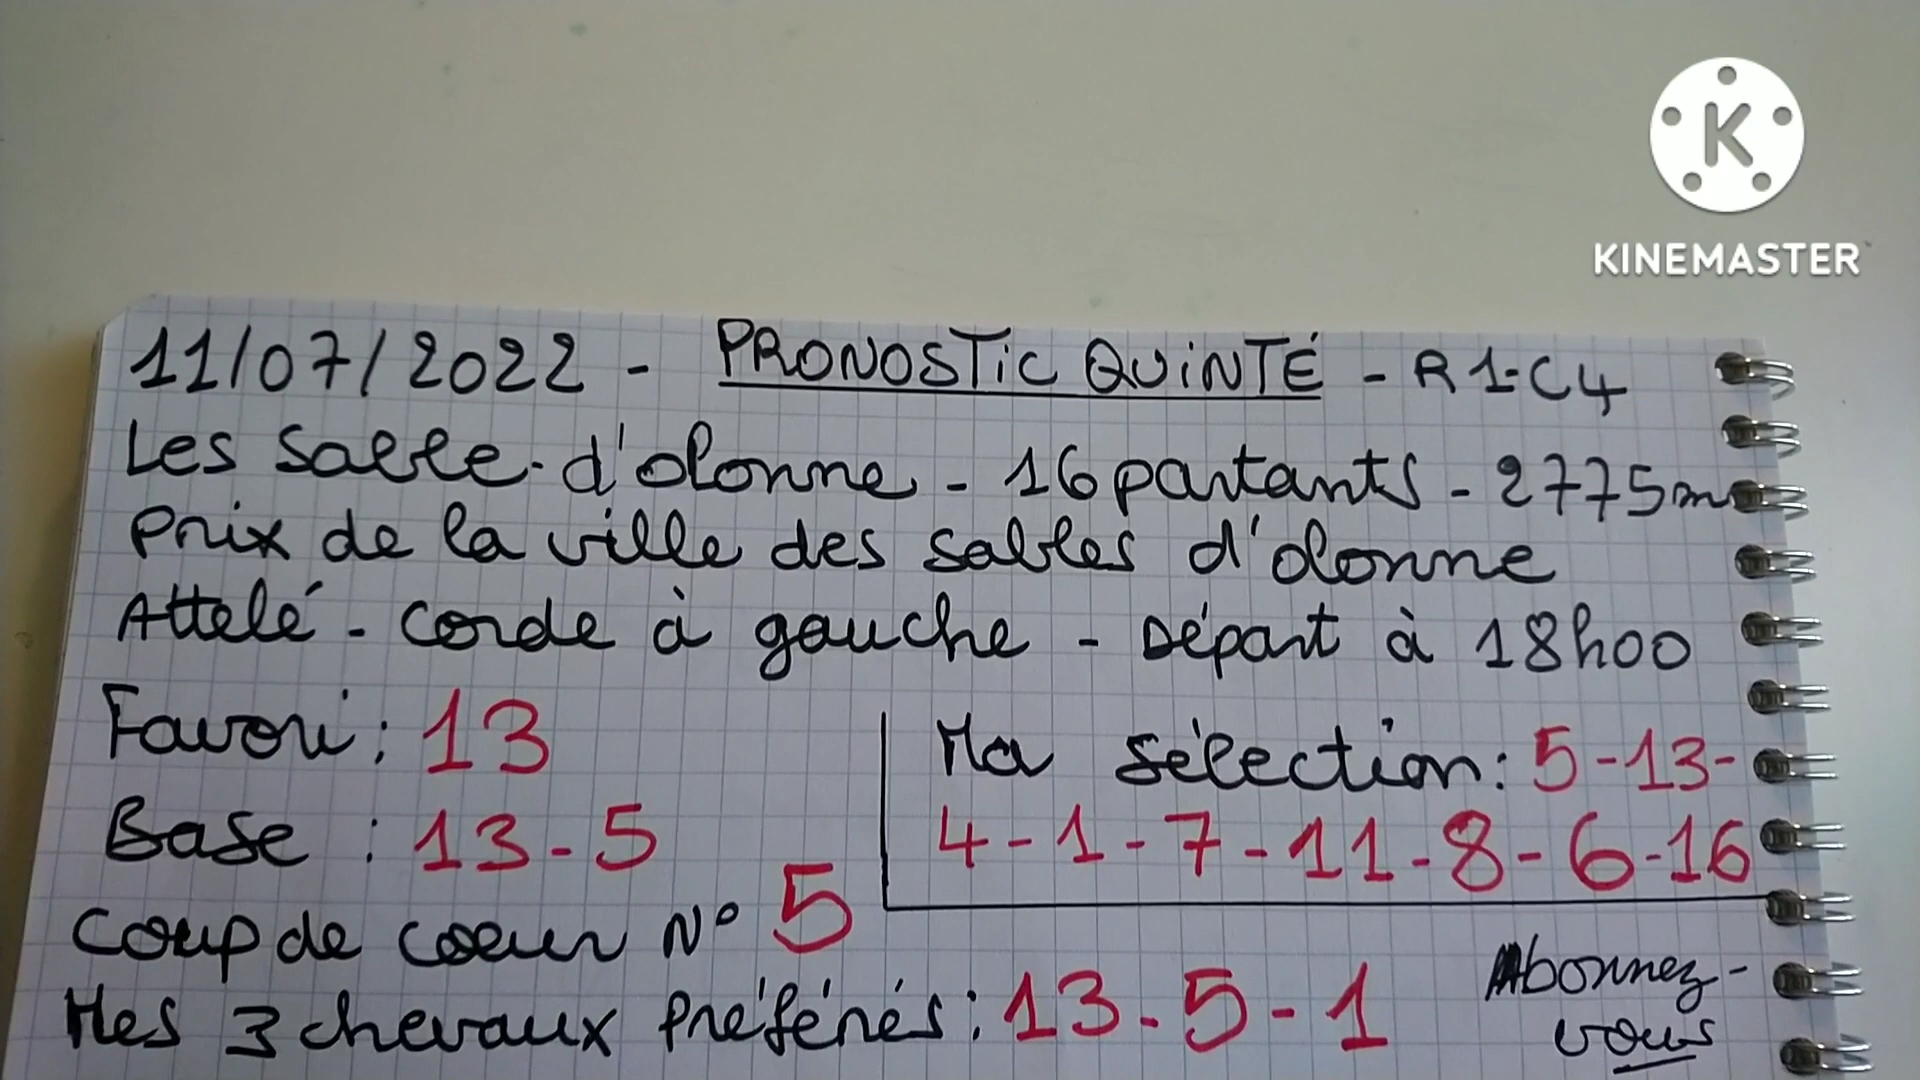 KINEMASTER
11/07/2022 - PRONOSTIC QUINTÉ - R1-C4
Les Sable-d'olonne - 16 partants - 2775m
Prix de la ville des sables d'olonne
Attelé - corde à gauche - Départ à 18h00
Favori : 13
Base : 13 - 5
Coup de coeur N° 5
Mes 3 chevaux préférés : 13 - 5 - 1
Ma sélection : 5 - 13 -
4 - 1 - 7 - 11 - 8 - 6 - 16
Abonnez-
vous